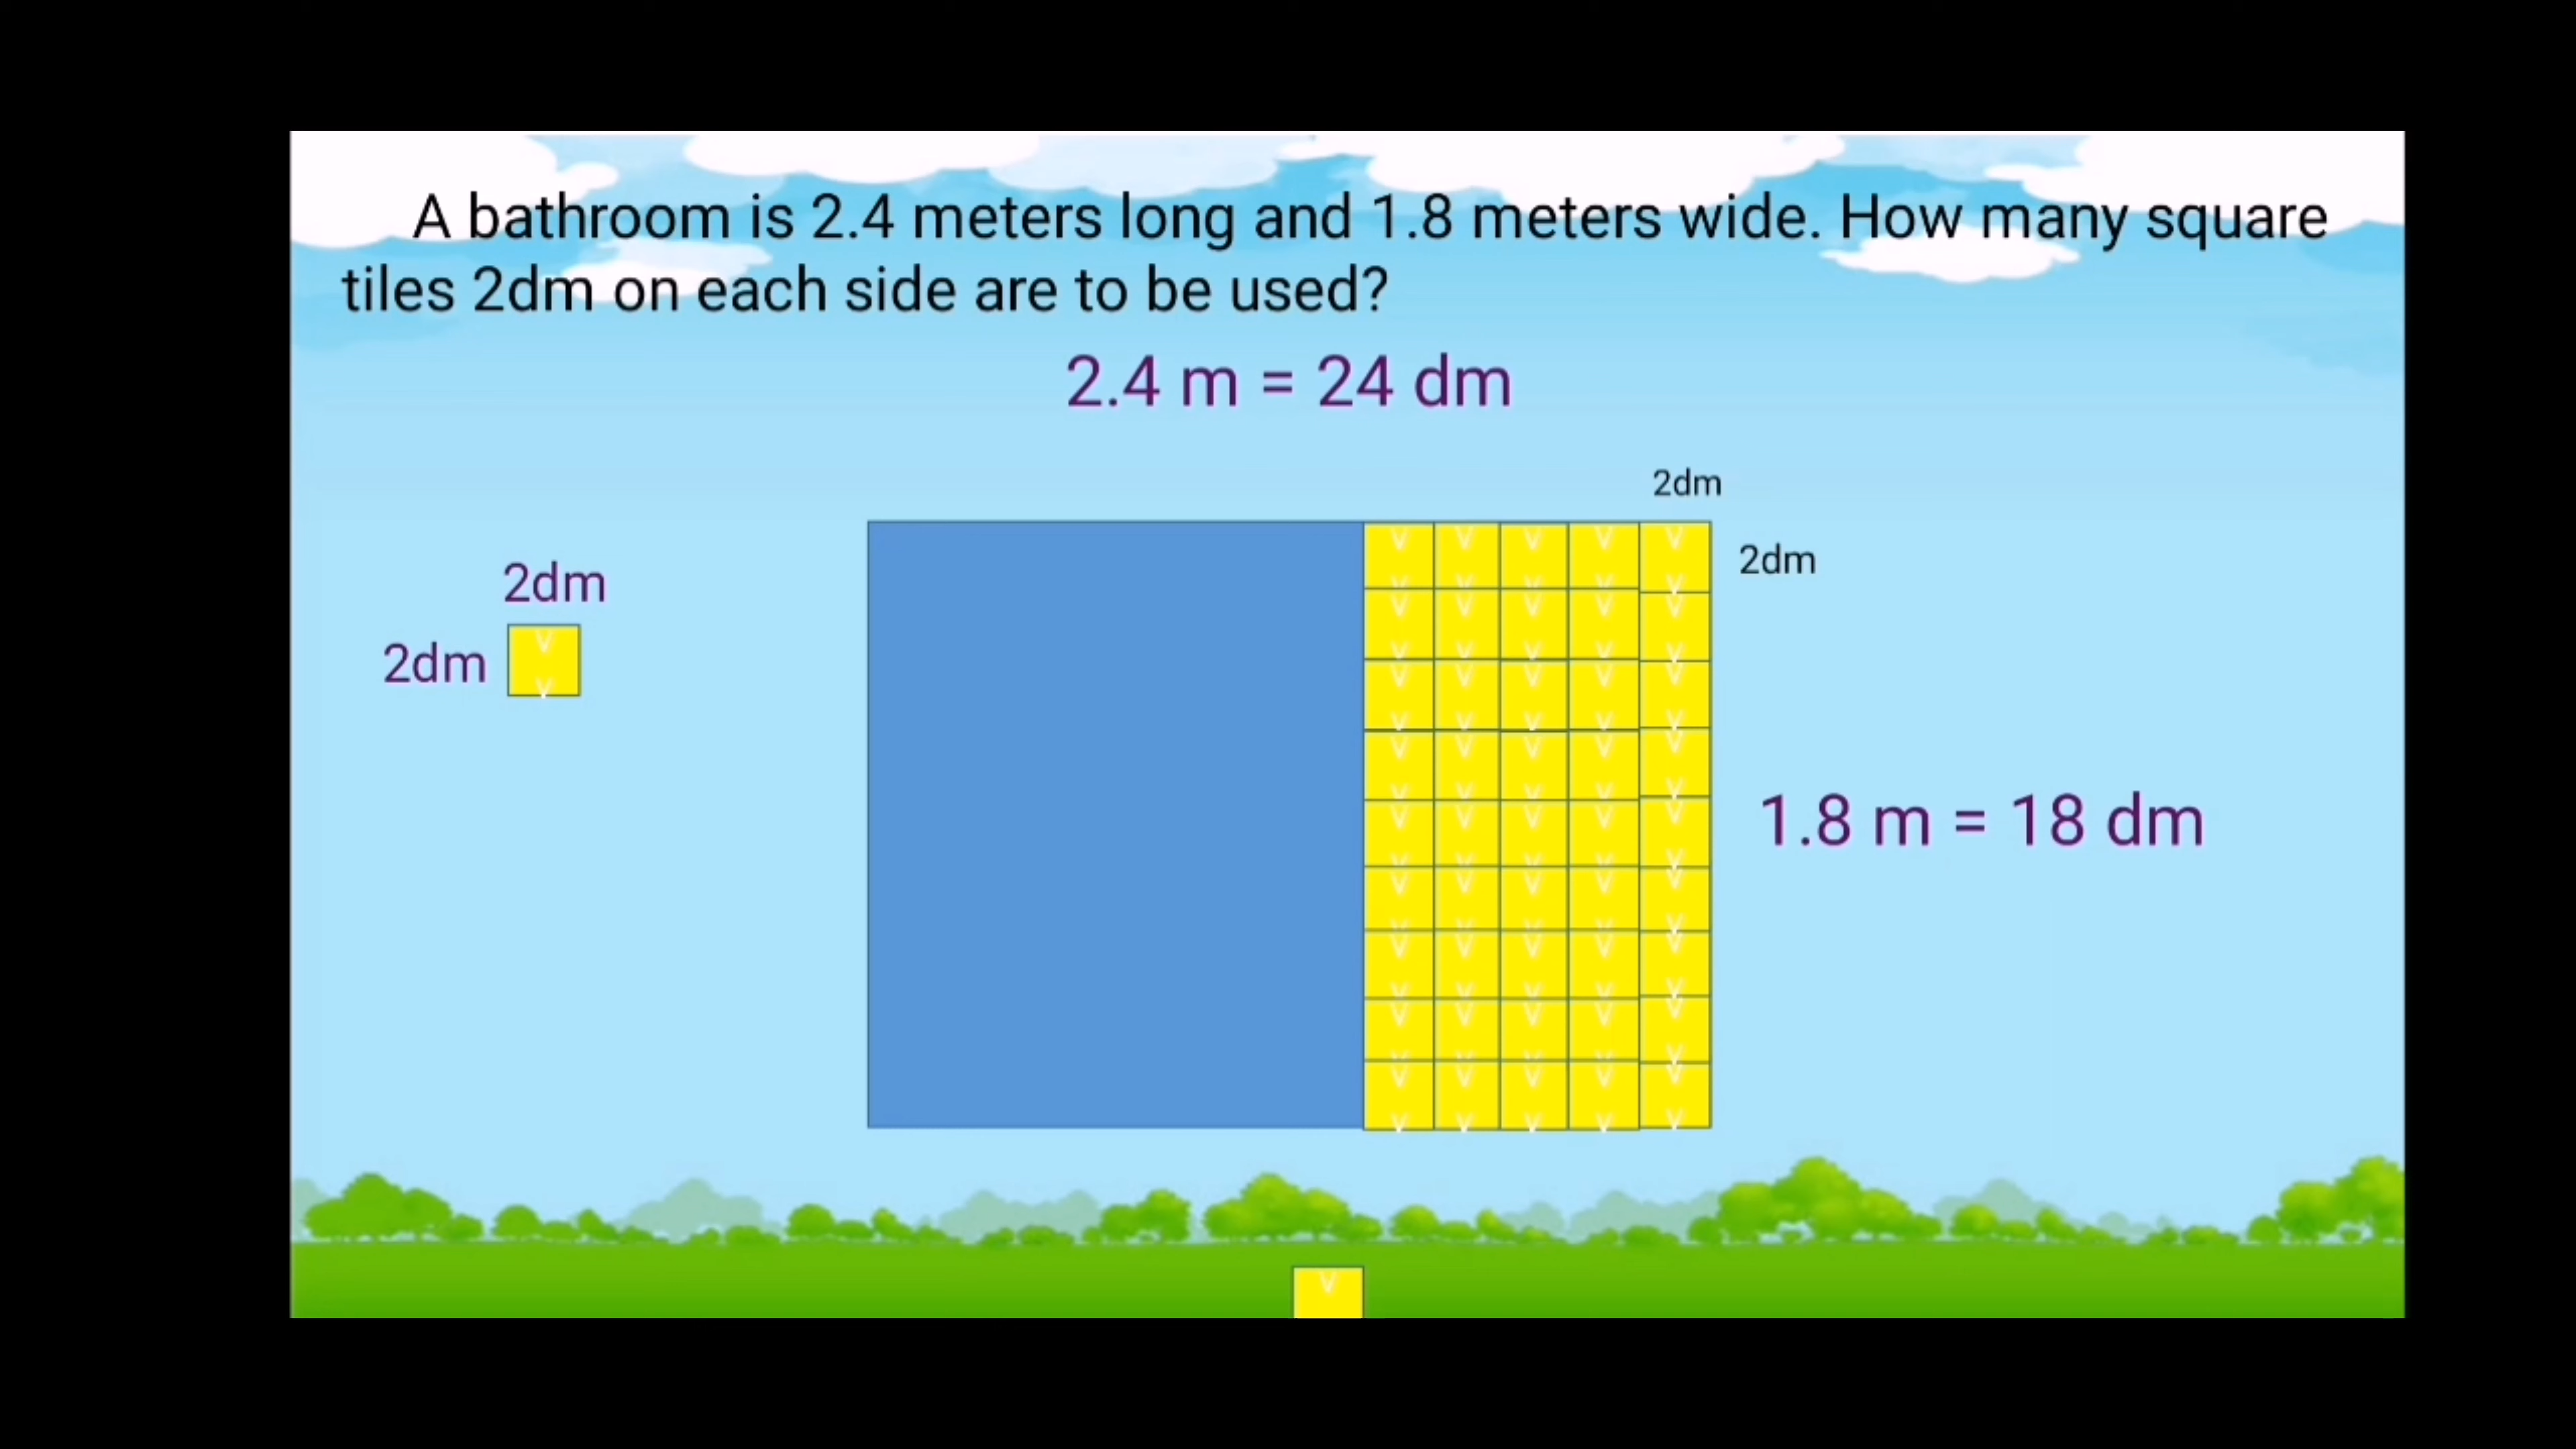 A bathroom is 2.4 meters long and 1.8 meters wide. How many square
tiles 2dm on each side are to be used?
2.4 m = 24 dm
2dm
2dm
2dm
2dm
1.8 m = 18 dm